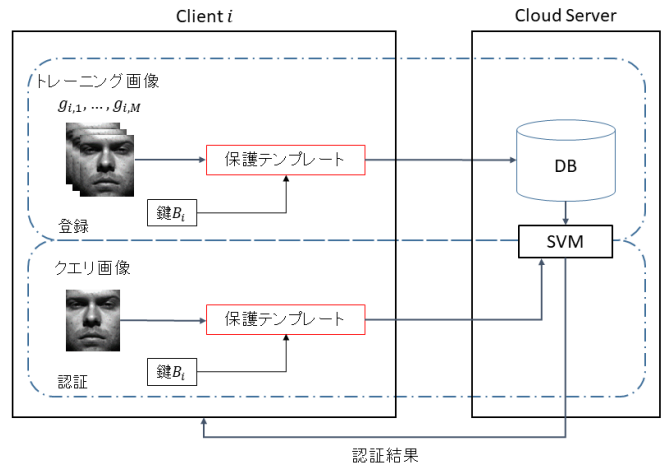 Client i
Cloud Server
トレーニング画像
g_{i,1}, … , g_{i,M}
保護テンプレート
DB
鍵B_i
登録
SVM
クエリ画像
保護テンプレート
鍵B_i
認証
認証結果